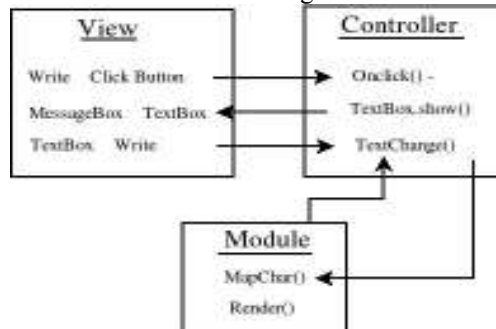 View
Write Click Button
MessageBox TextBox
TextBox Write
Controller
Onclick() -
TextBox.show()
TextChange()
Module
MapChar()
Render()